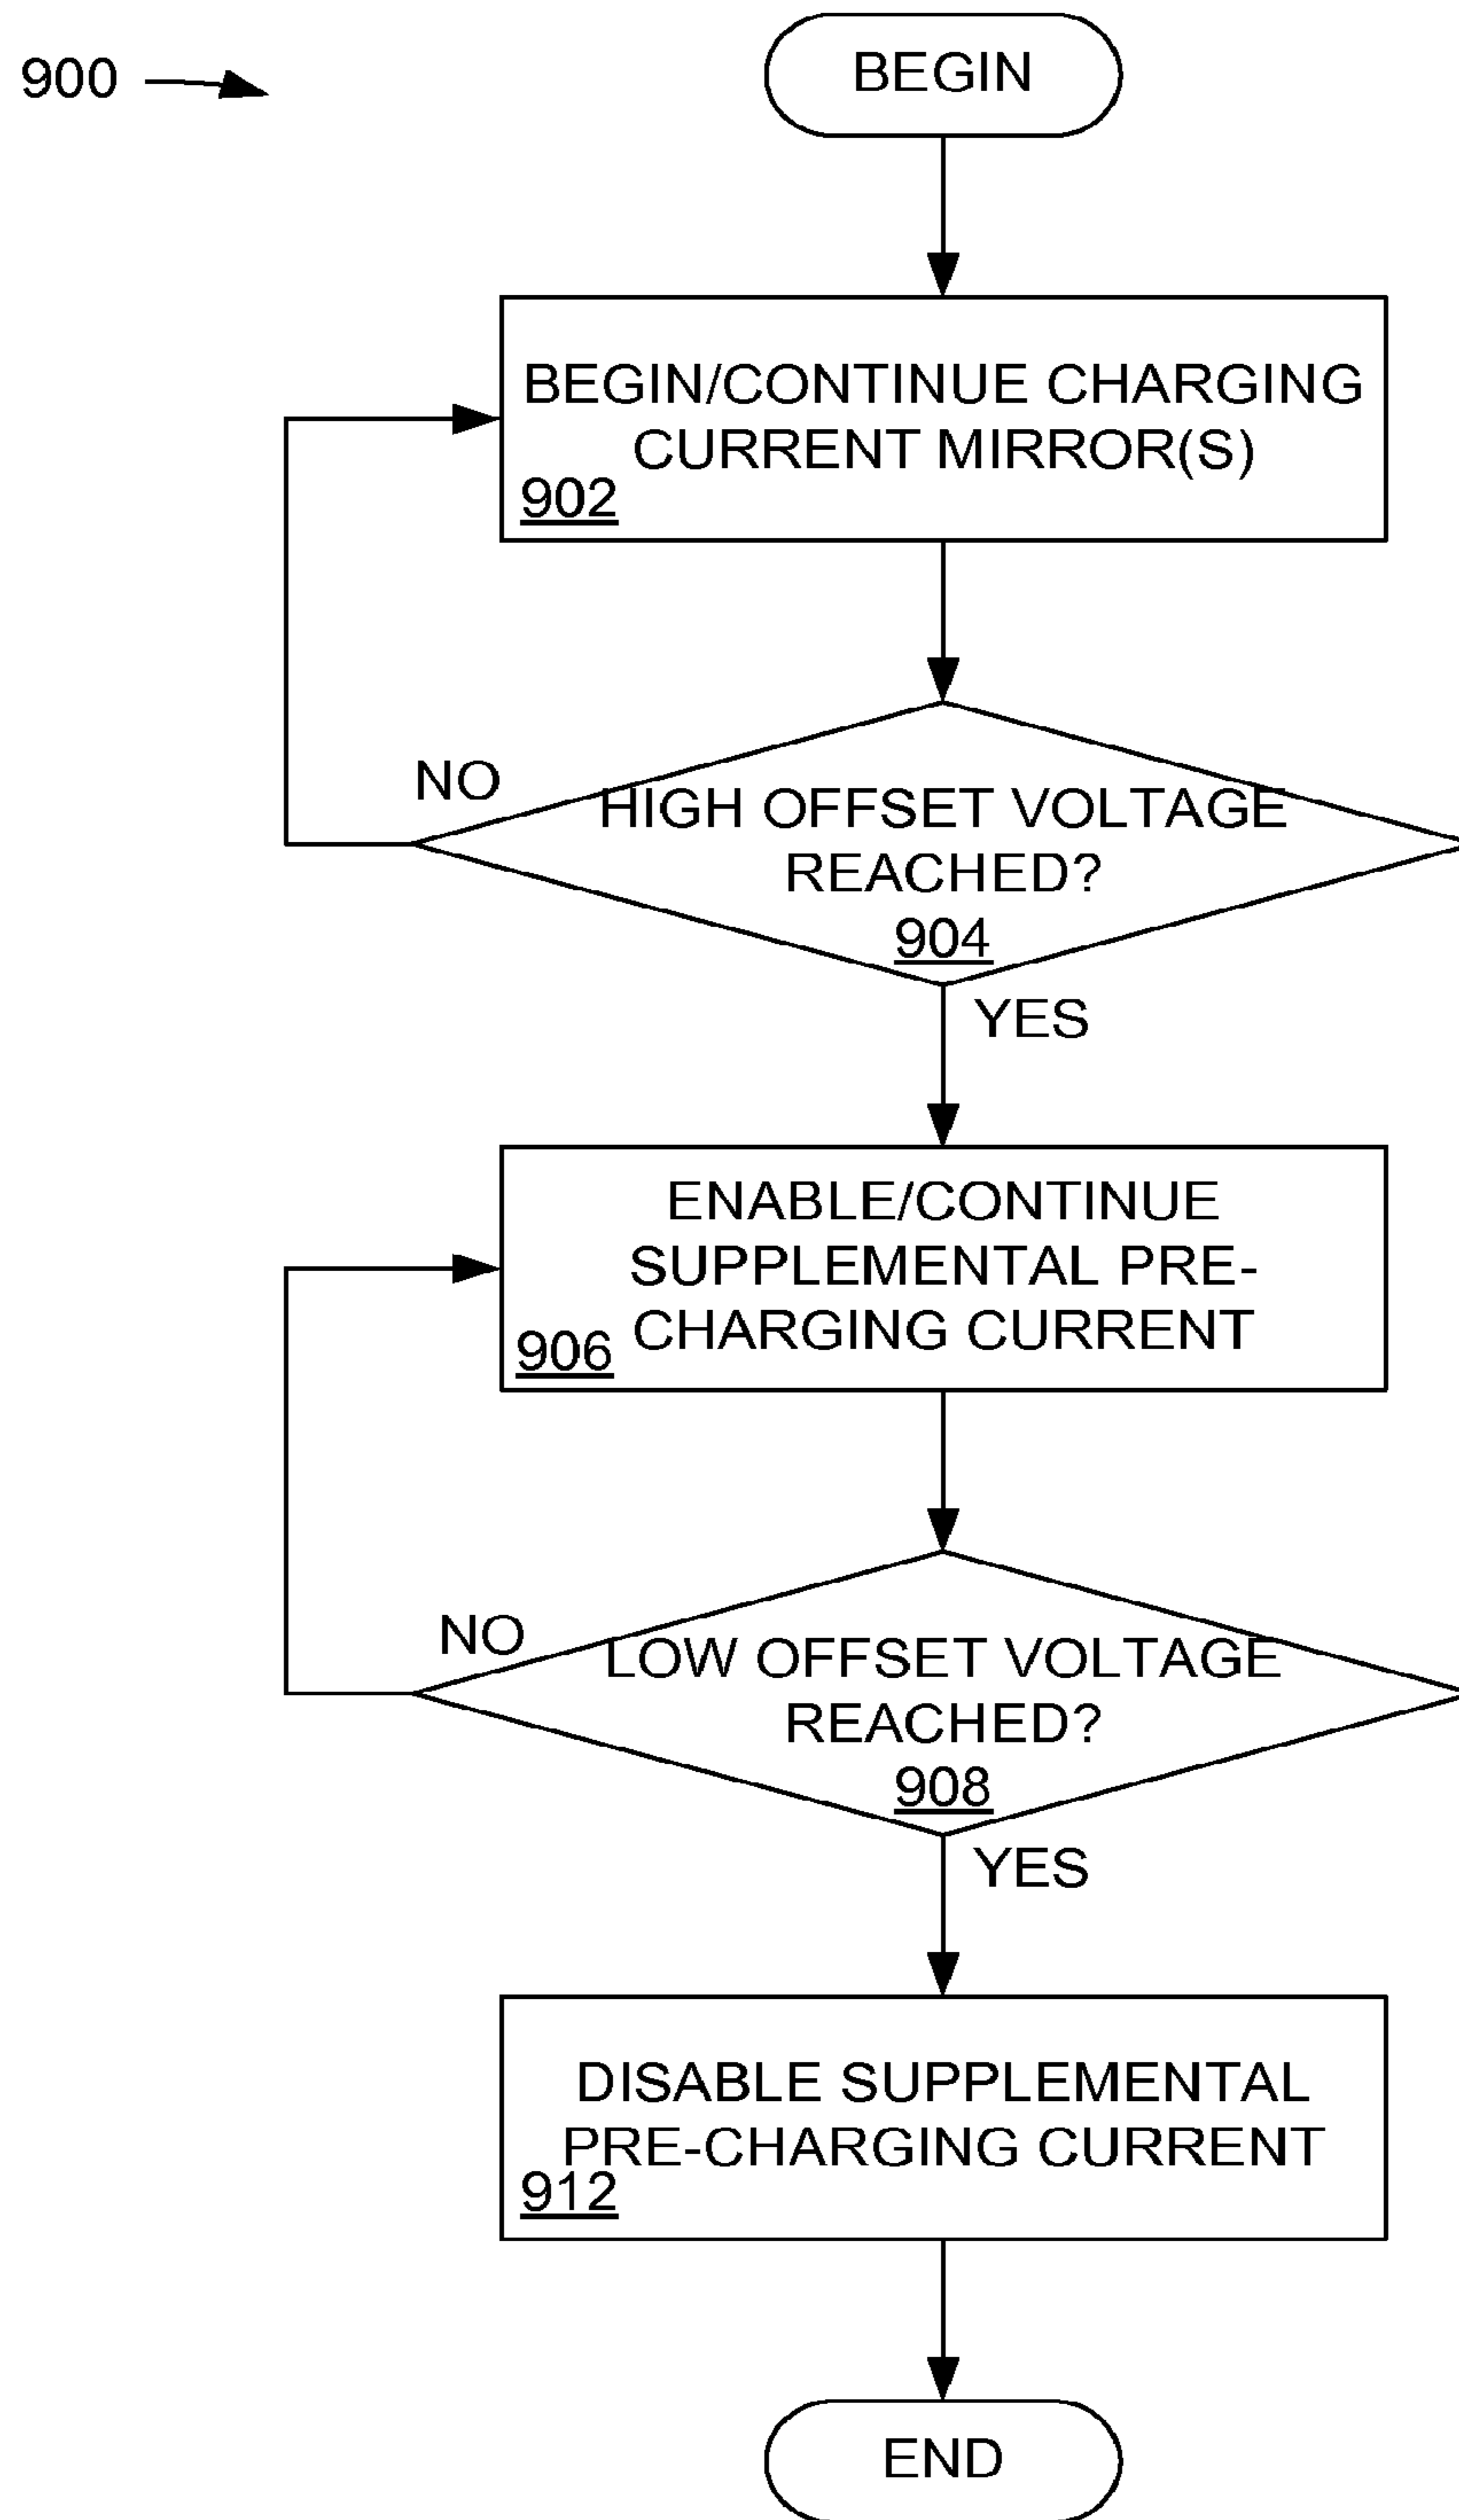 900
BEGIN
BEGIN/CONTINUE CHARGING
CURRENT MIRROR(S)
902
NO
HIGH OFFSET VOLTAGE
REACHED?
904
YES
ENABLE/CONTINUE
SUPPLEMENTAL PRE-
CHARGING CURRENT
906
NO
LOW OFFSET VOLTAGE
REACHED?
908
YES
DISABLE SUPPLEMENTAL
PRE-CHARGING CURRENT
912
END